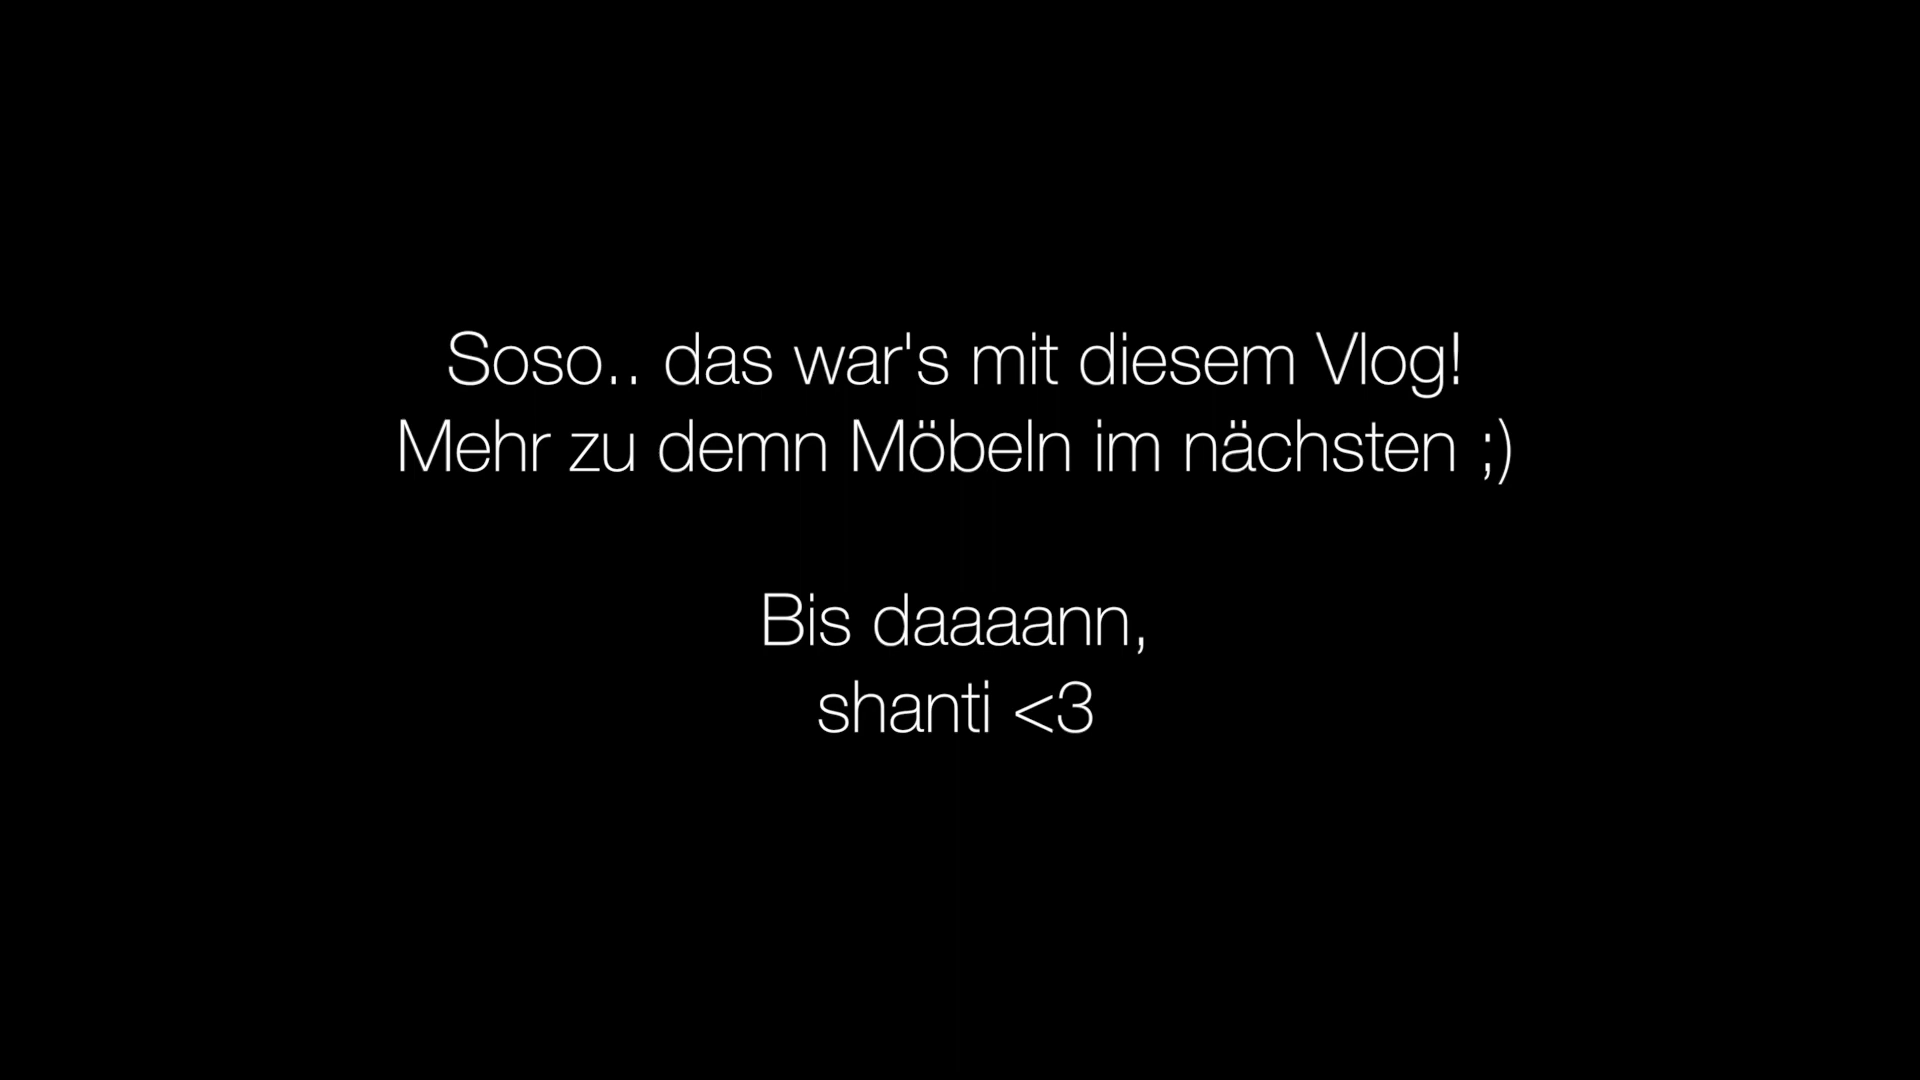 Soso.. das war's mit diesem Vlog!
Mehr zu demn Möbeln im nächsten ;)
Bis daaaann,
shanti <3